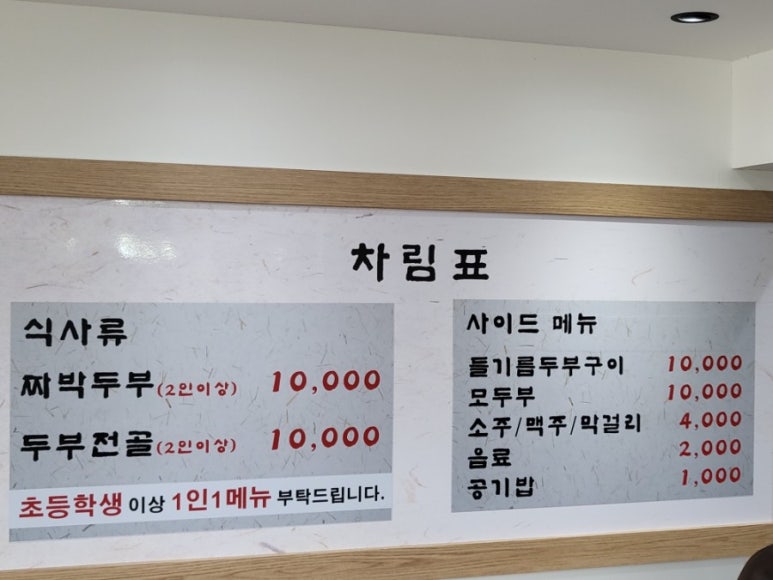 차림표
식사류
짜박두부(2인이상) 10,000
두부전골(2인이상) 10,000
초등학생 이상 1인1메뉴 부탁드립니다.
사이드 메뉴
들기름두부구이 10,000
모두부 10,000
소주/맥주/막걸리 4,000
음료 2,000
공기밥 1,000